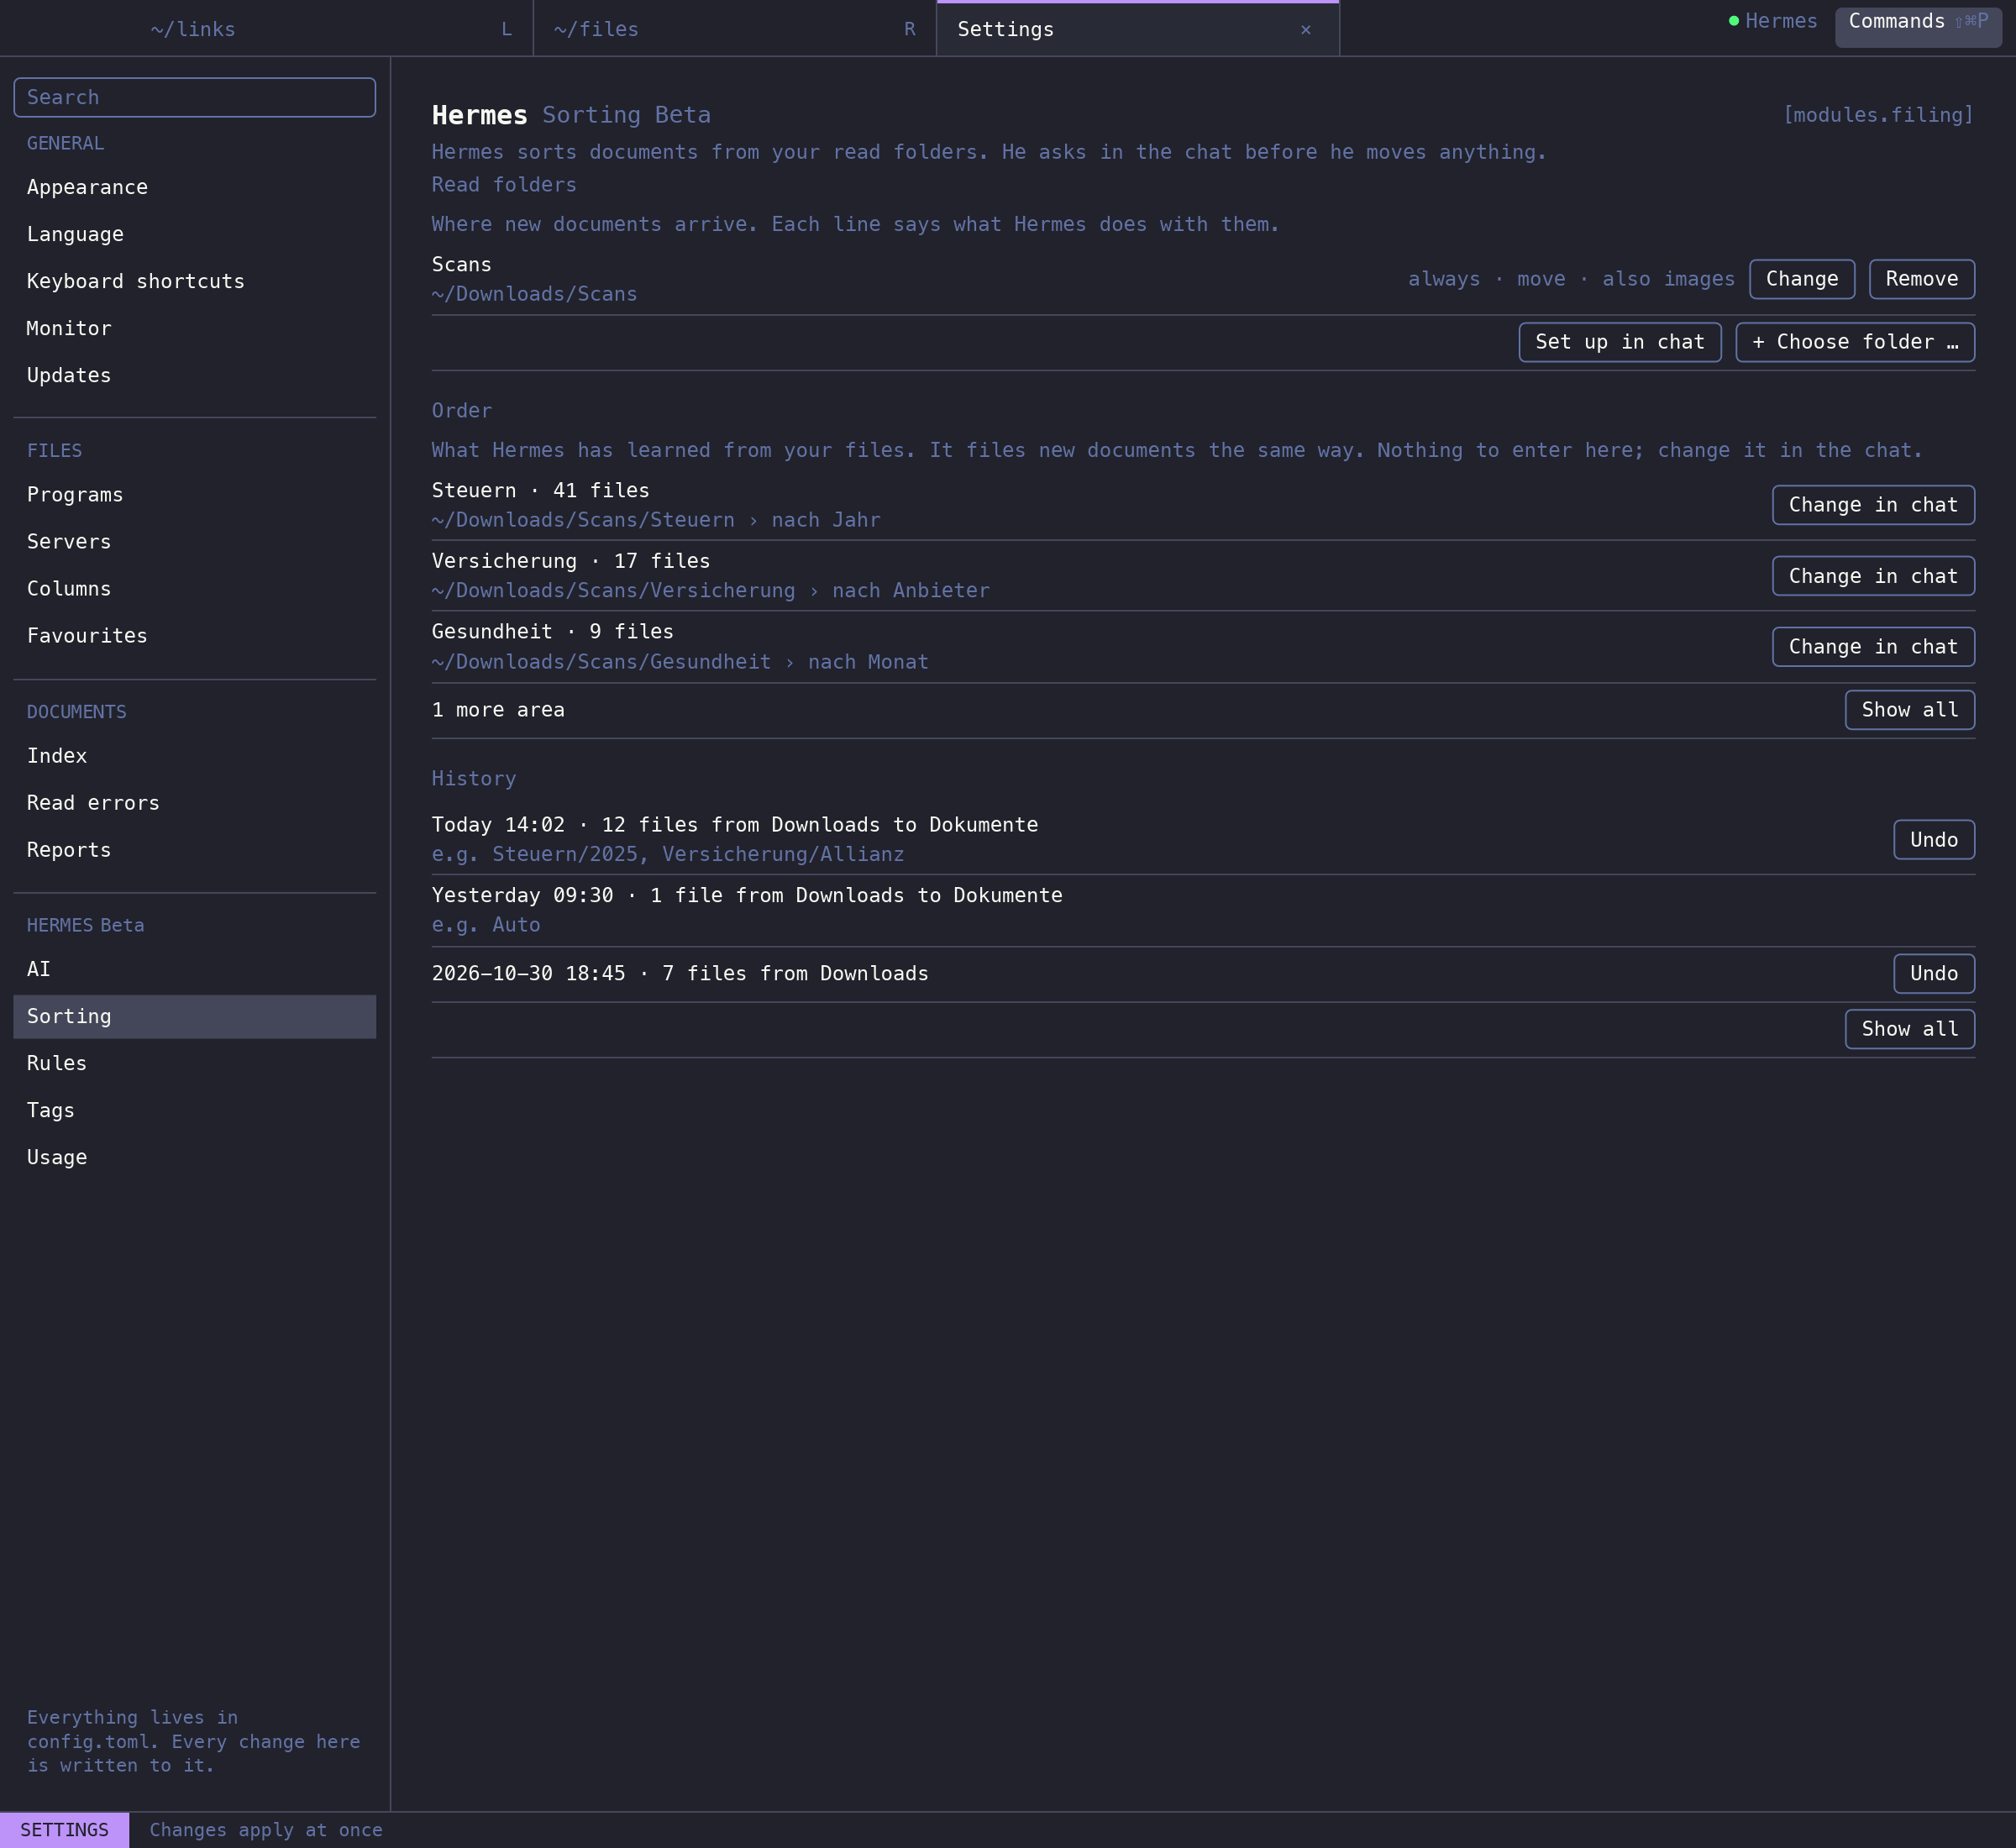 ~/links L ~/files R Settings × Hermes Commands ⇧⌘P
Search
GENERAL
Appearance
Language
Keyboard shortcuts
Monitor
Updates
FILES
Programs
Servers
Columns
Favourites
DOCUMENTS
Index
Read errors
Reports
HERMES Beta
AI
Sorting
Rules
Tags
Usage
Everything lives in
config.toml. Every change here
is written to it.
Hermes Sorting Beta [modules.filing]
Hermes sorts documents from your read folders. He asks in the chat before he moves anything.
Read folders
Where new documents arrive. Each line says what Hermes does with them.
Scans
~/Downloads/Scans
always · move · also images Change Remove
Set up in chat + Choose folder …
Order
What Hermes has learned from your files. It files new documents the same way. Nothing to enter here; change it in the chat.
Steuern · 41 files
~/Downloads/Scans/Steuern › nach Jahr
Change in chat
Versicherung · 17 files
~/Downloads/Scans/Versicherung › nach Anbieter
Change in chat
Gesundheit · 9 files
~/Downloads/Scans/Gesundheit › nach Monat
Change in chat
1 more area Show all
History
Today 14:02 · 12 files from Downloads to Dokumente
e.g. Steuern/2025, Versicherung/Allianz
Undo
Yesterday 09:30 · 1 file from Downloads to Dokumente
e.g. Auto
2026−10−30 18:45 · 7 files from Downloads Undo
Show all
SETTINGS Changes apply at once